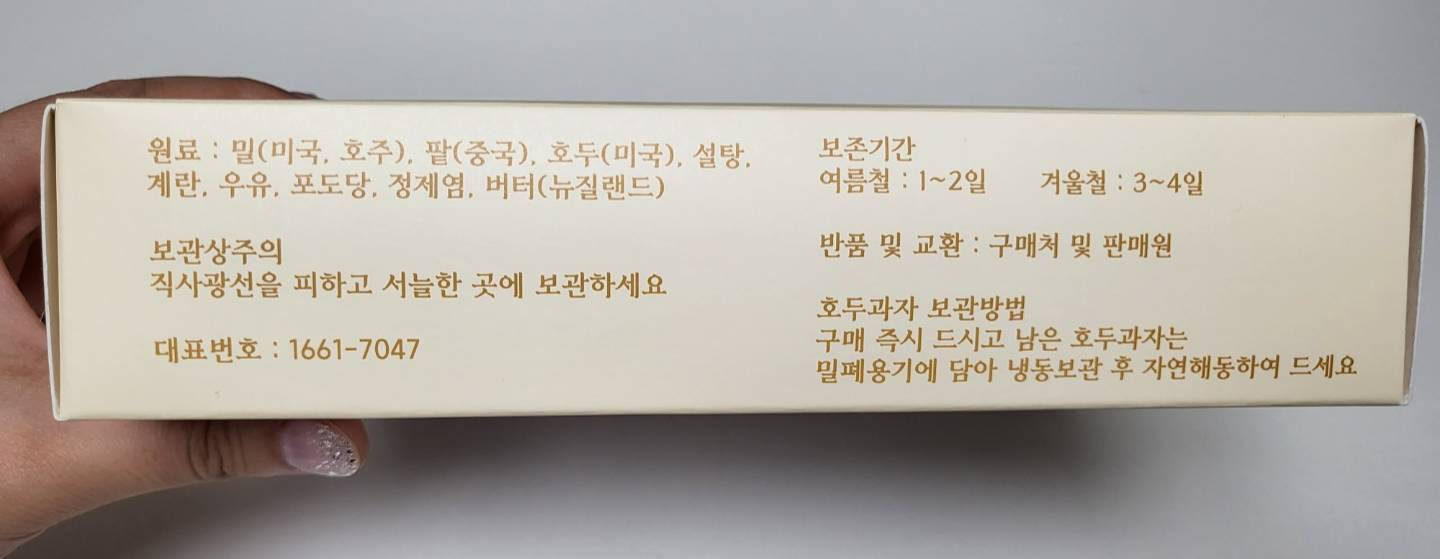 원료 : 밀(미국, 호주), 팥(중국), 호두(미국), 설탕,
계란, 우유, 포도당, 정제염, 버터(뉴질랜드)
보관상주의
직사광선을 피하고 서늘한 곳에 보관하세요
대표번호 : 1661-7047
보존기간
여름철 : 1~2일 겨울철 : 3~4일
반품 및 교환 : 구매처 및 판매원
호두과자 보관방법
구매 즉시 드시고 남은 호두과자는
밀폐용기에 담아 냉동보관 후 자연해동하여 드세요